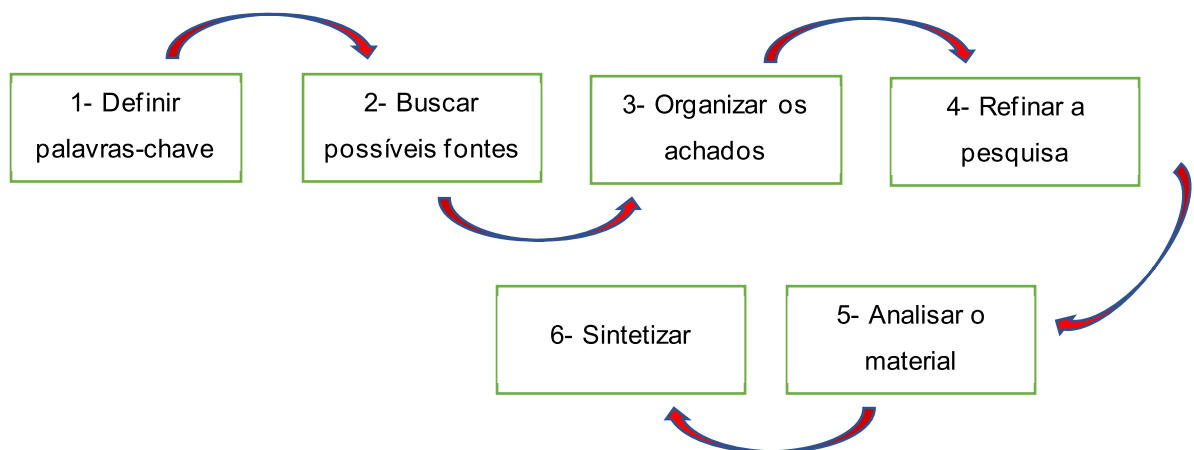 1- Definir
palavras-chave
2- Buscar
possíveis fontes
3- Organizar os
achados
4- Refinar a
pesquisa
5- Analisar o
material
6- Sintetizar